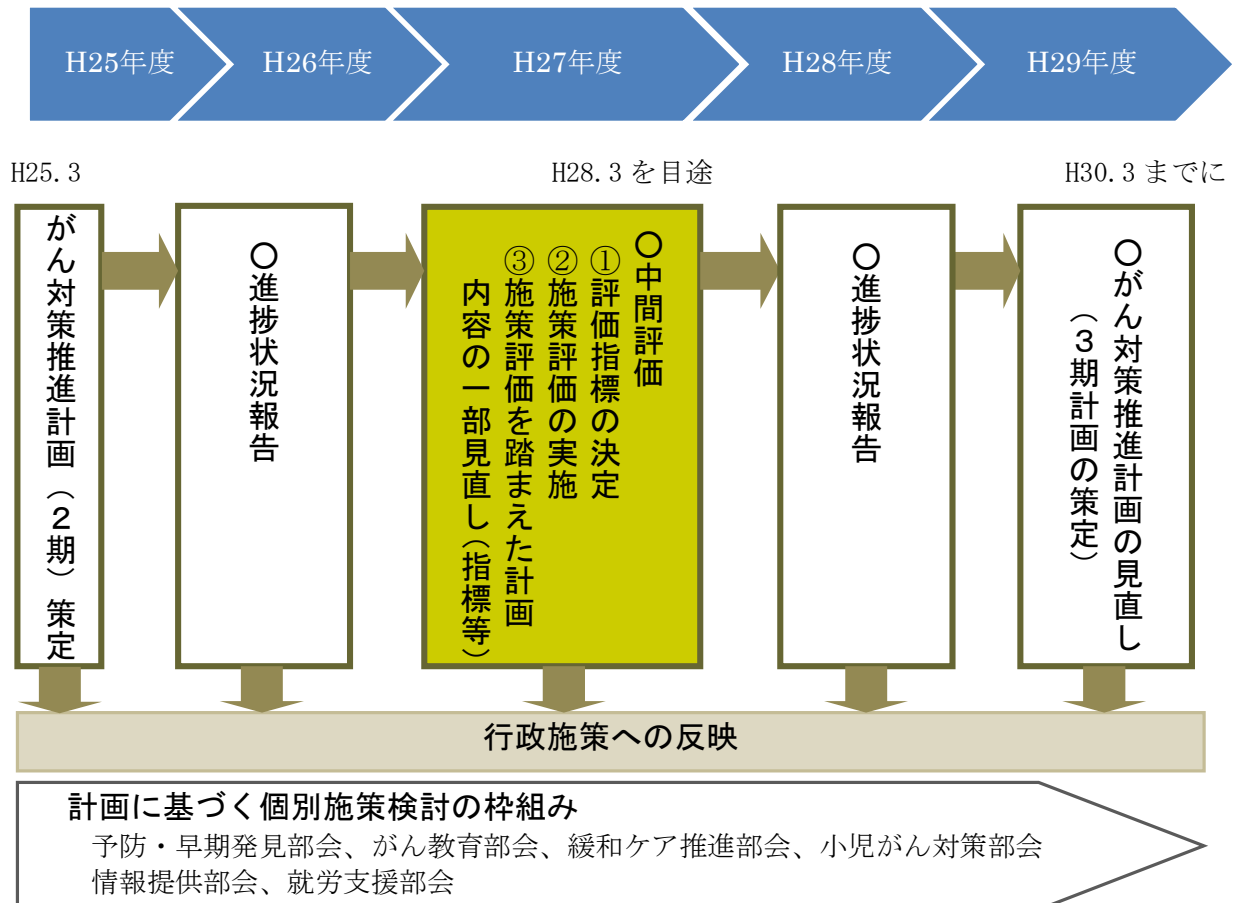 H25年度
H26年度
H27年度
H28年度
H29年度
H25.3
H28.3を目途
H30.3までに
がん対策推進計画(2期)策定
○進捗状況報告
○中間評価
①評価指標の決定
②施策評価の実施
③施策評価を踏まえた計画
内容の一部見直し(指標等)
○進捗状況報告
○がん対策推進計画の見直し
(3期計画の策定)
行政施策への反映
計画に基づく個別施策検討の枠組み
予防・早期発見部会、がん教育部会、緩和ケア推進部会、小児がん対策部会
情報提供部会、就労支援部会